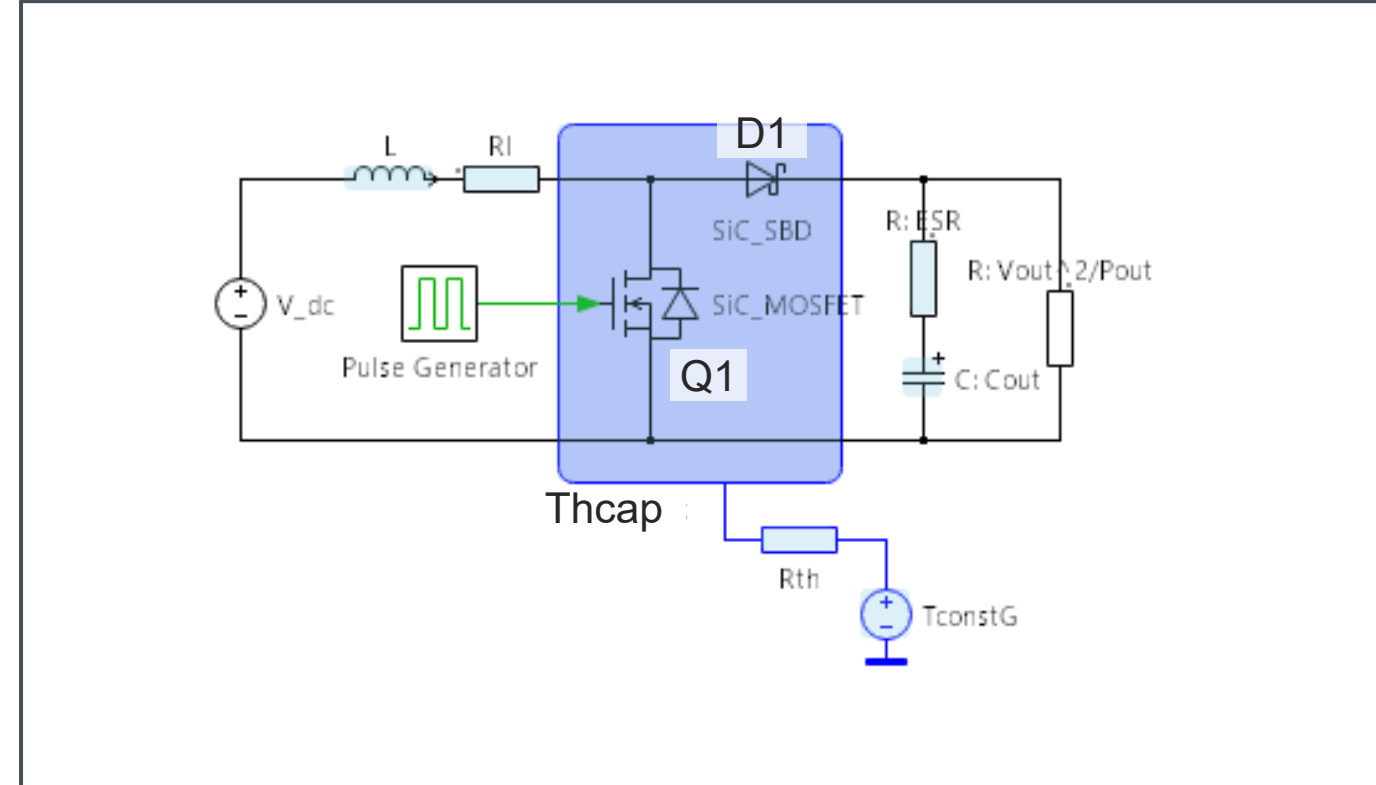 D1
L
Rl
SiC_SBD
R: ESR
R: Vout^2/Pout
V_dc
SiC_MOSFET
Pulse Generator
Q1
C: Cout
Thcap
Rth
TconstG